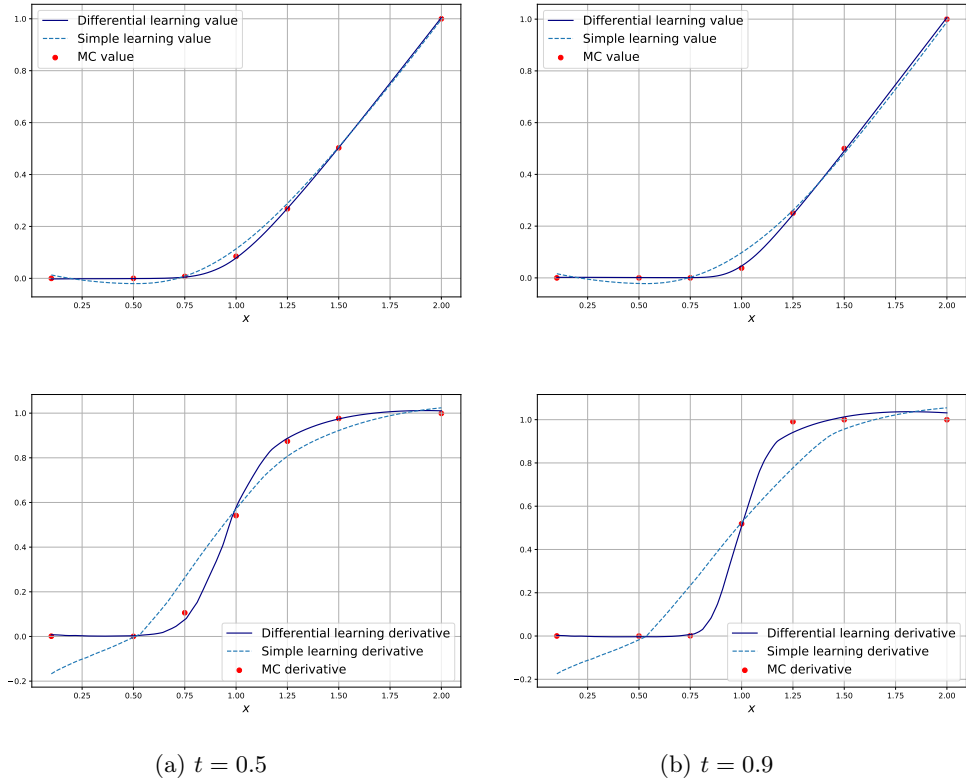 Differential learning value
Simple learning value
MC value
1.0
0.8
0.6
0.4
0.2
0.0
0.25 0.50 0.75 1.00 1.25 1.50 1.75 2.00
x
Differential learning value
Simple learning value
MC value
1.0
0.8
0.6
0.4
0.2
0.0
0.25 0.50 0.75 1.00 1.25 1.50 1.75 2.00
x
1.0
0.8
0.6
0.4
0.2
0.0
−0.2
Differential learning derivative
Simple learning derivative
MC derivative
0.25 0.50 0.75 1.00 1.25 1.50 1.75 2.00
x
1.0
0.8
0.6
0.4
0.2
0.0
−0.2
Differential learning derivative
Simple learning derivative
MC derivative
0.25 0.50 0.75 1.00 1.25 1.50 1.75 2.00
x
(a) t = 0.5
(b) t = 0.9